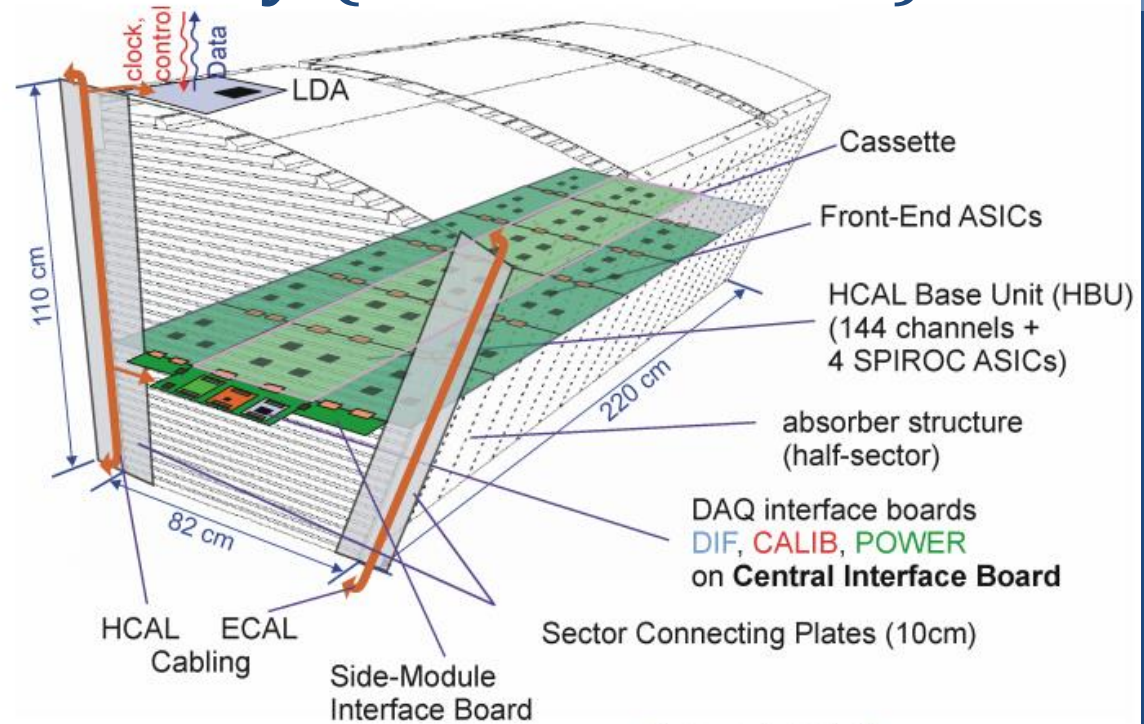 clock,
control
Data
LDA
Cassette
Front-End ASICs
110 cm
HCAL Base Unit (HBU)
(144 channels +
4 SPIROC ASICs)
220 cm
absorber structure
(half-sector)
82 cm
DAQ interface boards
DIF, CALIB, POWER
on Central Interface Board
HCAL ECAL
Cabling
Sector Connecting Plates (10cm)
Side-Module
Interface Board